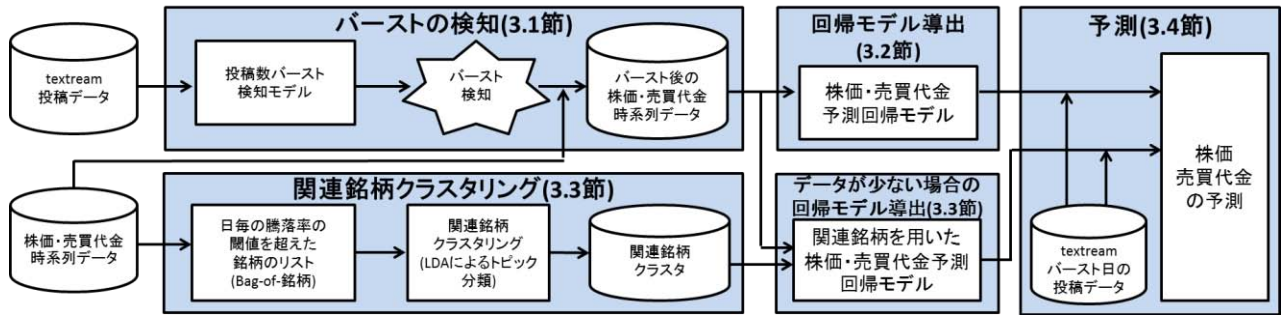 バーストの検知(3.1節)
textream
投稿データ
投稿数バースト
検知モデル
バースト
検知
バースト後の
株価・売買代金
時系列データ
回帰モデル導出
(3.2節)
株価・売買代金
予測回帰モデル
予測(3.4節)
株価
売買代金
の予測
textream
バースト日の
投稿データ
株価・売買代金
時系列データ
関連銘柄クラスタリング(3.3節)
日毎の騰落率の
閾値を超えた
銘柄のリスト
(Bag-of-銘柄)
関連銘柄
クラスタリング
(LDAによるトピック
分類)
関連銘柄
クラスタ
データが少ない場合の
回帰モデル導出(3.3節)
関連銘柄を用いた
株価・売買代金予測
回帰モデル